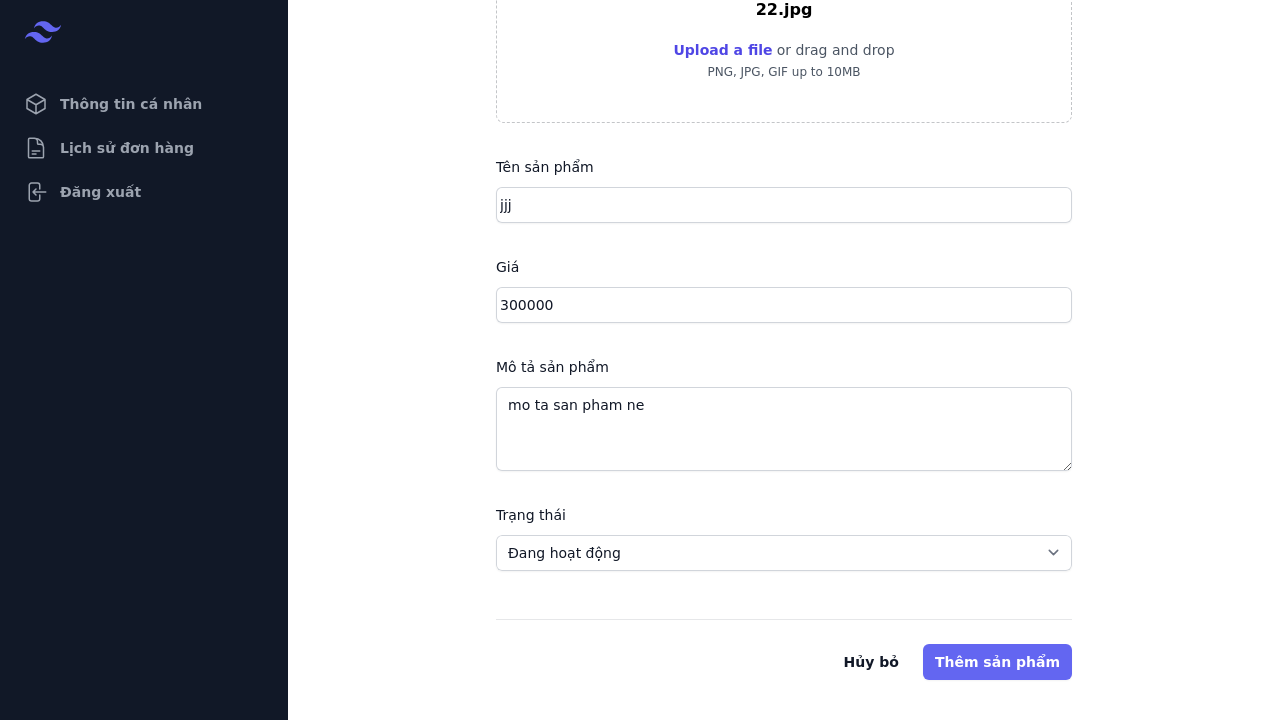 Thông tin cá nhân
Lịch sử đơn hàng
Đăng xuất
22.jpg
Upload a file or drag and drop
PNG, JPG, GIF up to 10MB
Tên sản phẩm
jjj
Giá
300000
Mô tả sản phẩm
mo ta san pham ne
Trạng thái
Đang hoạt động
Hủy bỏ
Thêm sản phẩm